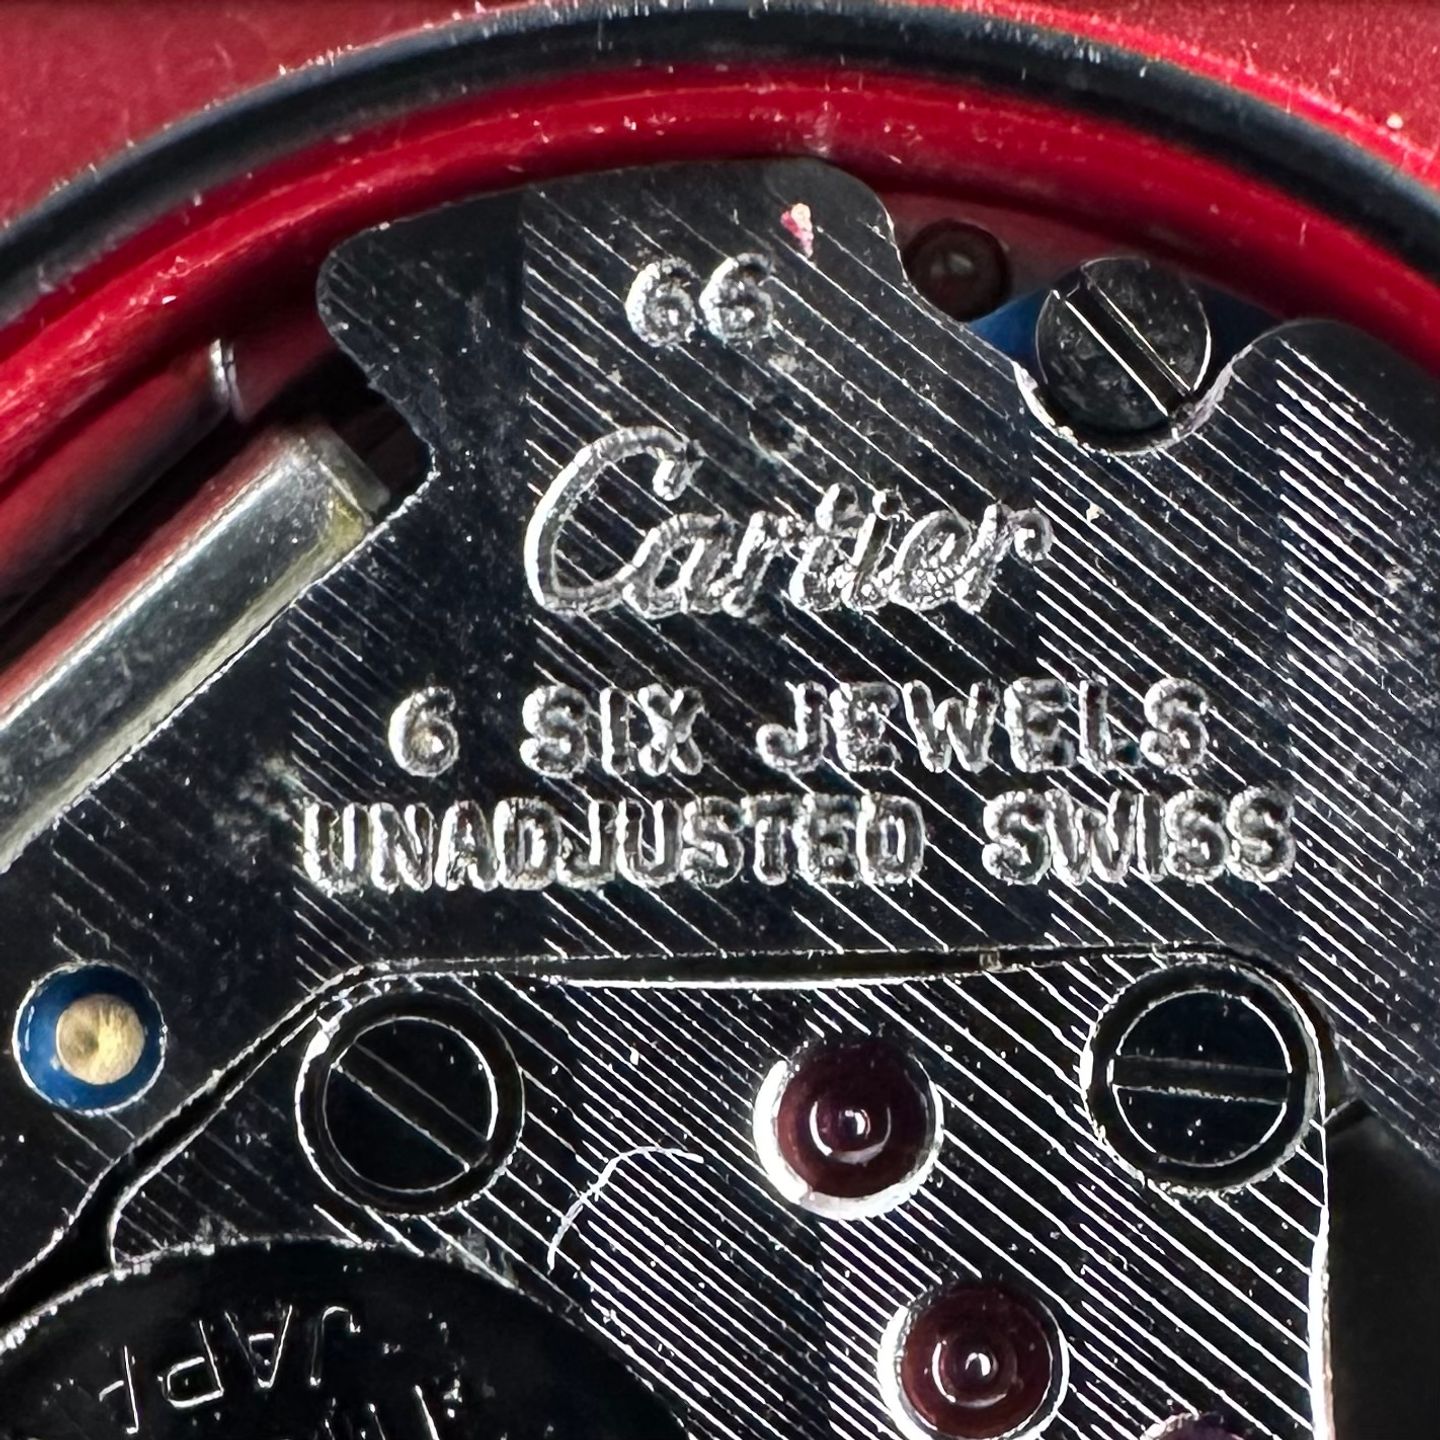 66
Cartier
6 SIX JEWELS
UNADJUSTED SWISS